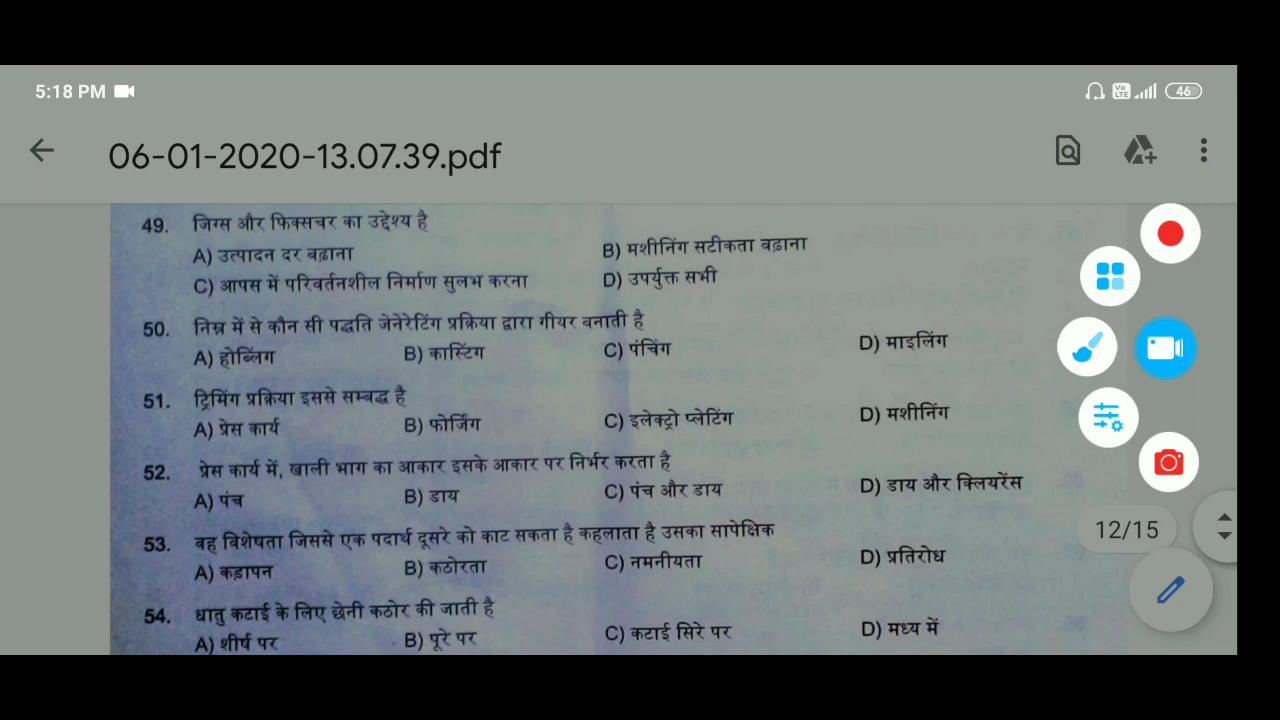 5:18 PM
Vo LTE
46
06-01-2020-13.07.39.pdf
49. जिग्स और फिक्सचर का उद्देश्य है
A) उत्पादन दर बढ़ाना B) मशीनिंग सटीकता बढ़ाना
C) आपस में परिवर्तनशील निर्माण सुलभ करना D) उपर्युक्त सभी
50. निम्न में से कौन सी पद्धति जेनेरेटिंग प्रक्रिया द्वारा गीयर बनाती है
A) होब्लिंग B) कास्टिंग C) पंचिंग D) माइलिंग
51. ट्रिमिंग प्रक्रिया इससे सम्बद्ध है
A) प्रेस कार्य B) फोर्जिंग C) इलेक्ट्रो प्लेटिंग D) मशीनिंग
52. प्रेस कार्य में, खाली भाग का आकार इसके आकार पर निर्भर करता है
A) पंच B) डाय C) पंच और डाय D) डाय और क्लियरेंस
53. वह विशेषता जिससे एक पदार्थ दूसरे को काट सकता है कहलाता है उसका सापेक्षिक
A) कड़ापन B) कठोरता C) नमनीयता D) प्रतिरोध
54. धातु कटाई के लिए छेनी कठोर की जाती है
A) शीर्ष पर B) पूरे पर C) कटाई सिरे पर D) मध्य में
12/15